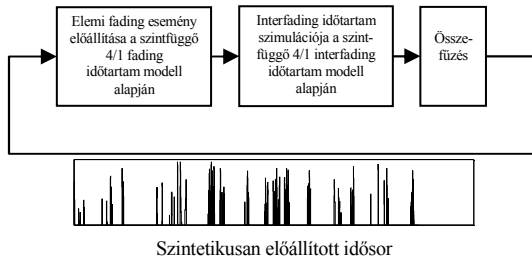 Elemi fading esemény
előállítása a szintfüggő
4/1 fading
időtartam modell
alapján
Interfading időtartam
szimulációja a szint-
függő 4/1 interfading
időtartam modell
alapján
Össze-
fűzés
Szintetikusan előállított idősor